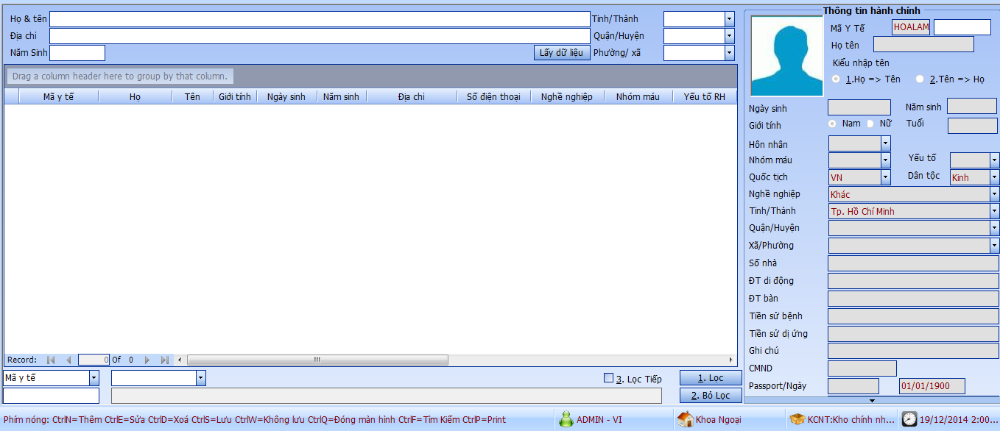 Họ & tên
Tỉnh/Thành
Địa chỉ
Quận/Huyện
Năm Sinh
Lấy dữ liệu
Phường/ xã
Drag a column header here to group by that column.
Mã y tế Họ Tên Giới tính Ngày sinh Năm sinh Địa chỉ Số điện thoại Nghề nghiệp Nhóm máu Yếu tố RH
Record: 0 Of 0
Mã y tế
3. Lọc Tiếp
1. Lọc
2. Bỏ Lọc
Thông tin hành chính
Mã Y Tế HOALAM
Họ tên
Kiểu nhập tên
1.Họ => Tên 2.Tên => Họ
Ngày sinh Năm sinh
Giới tính Nam Nữ Tuổi
Hôn nhân
Nhóm máu Yếu tố
Quốc tịch VN Dân tộc Kinh
Nghề nghiệp Khác
Tỉnh/Thành Tp. Hồ Chí Minh
Quận/Huyện
Xã/Phường
Số nhà
ĐT di động
ĐT bàn
Tiền sử bệnh
Tiền sử dị ứng
Ghi chú
CMND
Passport/Ngày 01/01/1900
Phím nóng: CtrlN=Thêm CtrlE=Sửa CtrlD=Xoá CtrlS=Lưu CtrlW=Không lưu CtrlQ=Đóng màn hình CtrlF=Tìm Kiếm CtrlP=Print ADMIN - VI Khoa Ngoại KCNT:Kho chính nh... 19/12/2014 2:00...